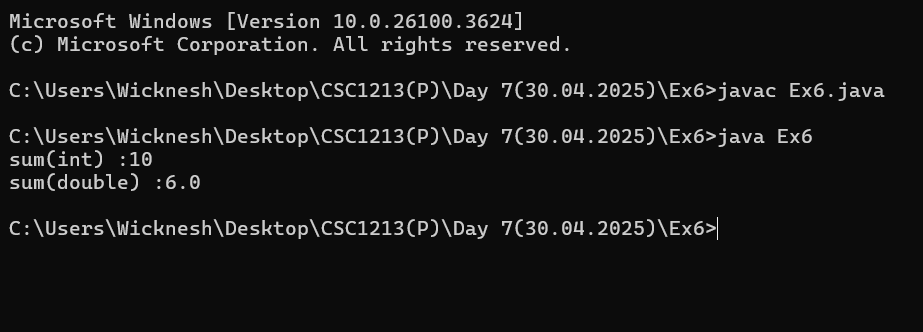 Microsoft Windows [Version 10.0.26100.3624]
(c) Microsoft Corporation. All rights reserved.
C:\Users\Wicknesh\Desktop\CSC1213(P)\Day 7(30.04.2025)\Ex6>javac Ex6.java
C:\Users\Wicknesh\Desktop\CSC1213(P)\Day 7(30.04.2025)\Ex6>java Ex6
sum(int) :10
sum(double) :6.0
C:\Users\Wicknesh\Desktop\CSC1213(P)\Day 7(30.04.2025)\Ex6>